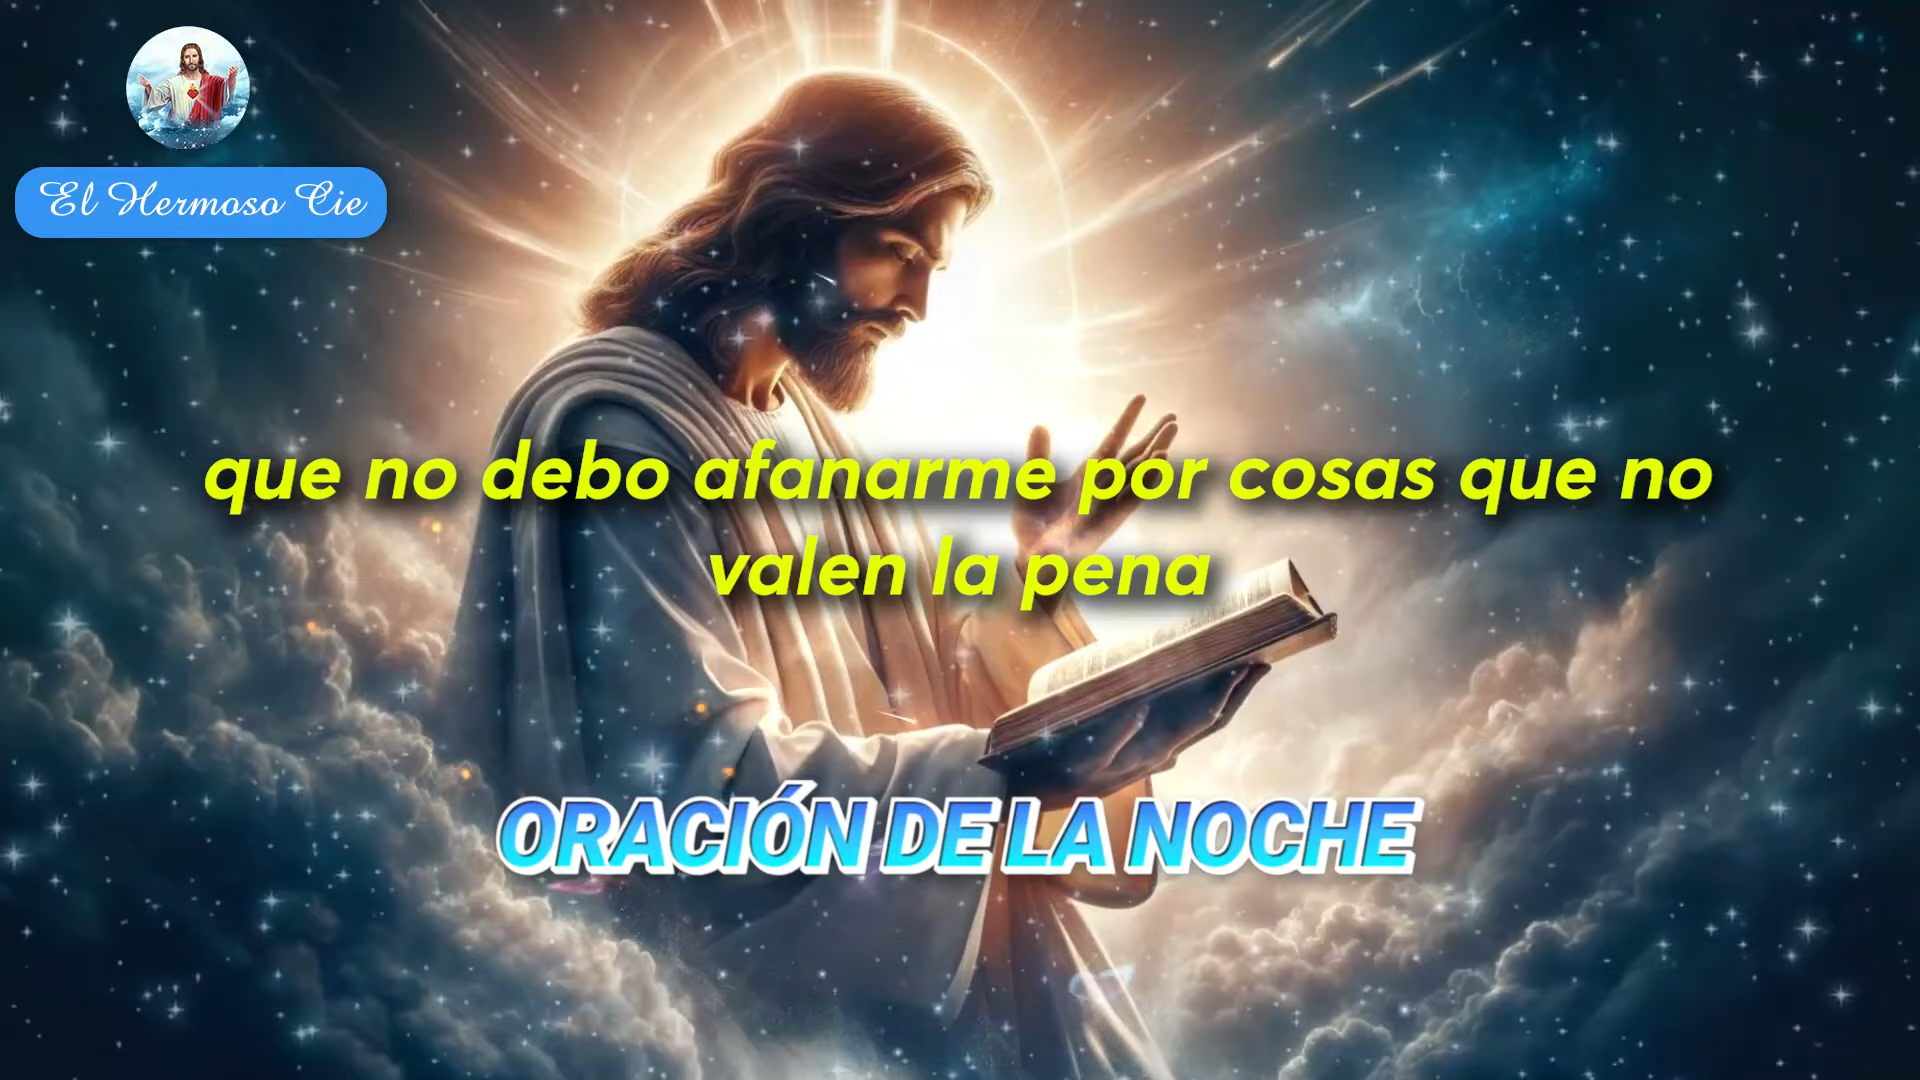 El Hermoso Cie
que no debo afanarme por cosas que no
valen la pena
ORACIÓN DE LA NOCHE